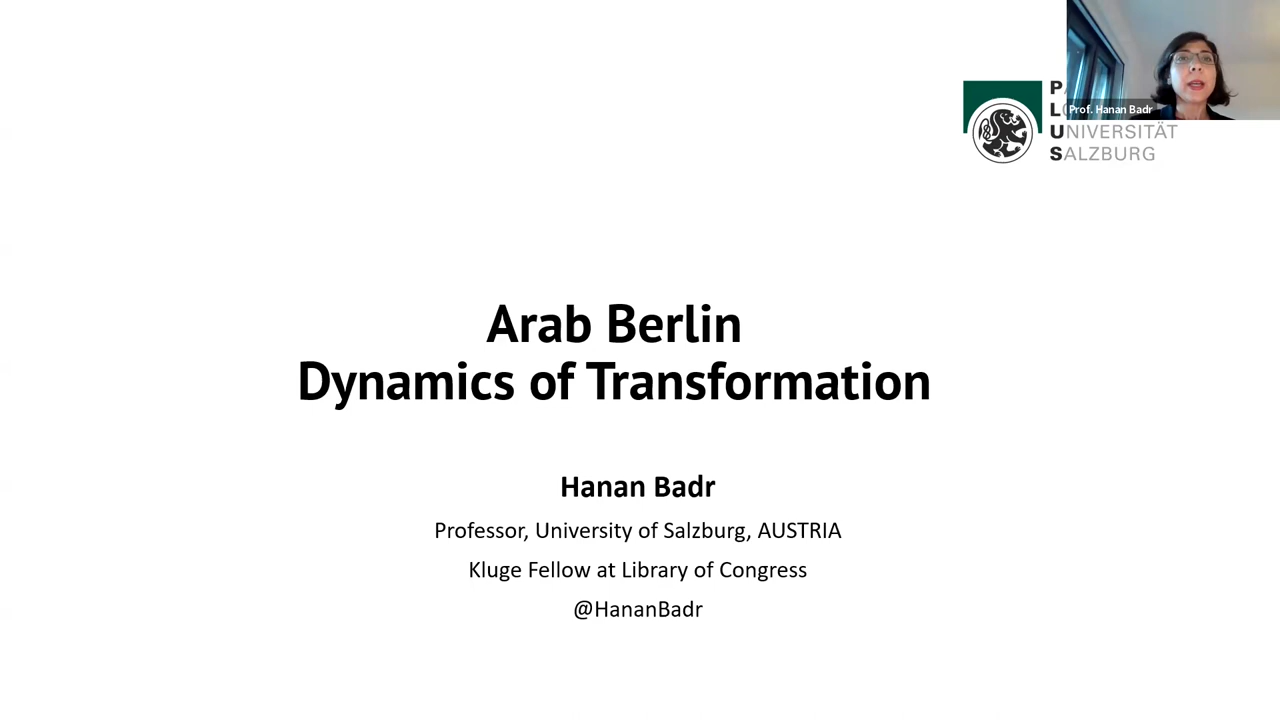 Prof. Hanan Badr
UNIVERSITÄT
SALZBURG
Arab Berlin
Dynamics of Transformation
Hanan Badr
Professor, University of Salzburg, AUSTRIA
Kluge Fellow at Library of Congress
@HananBadr